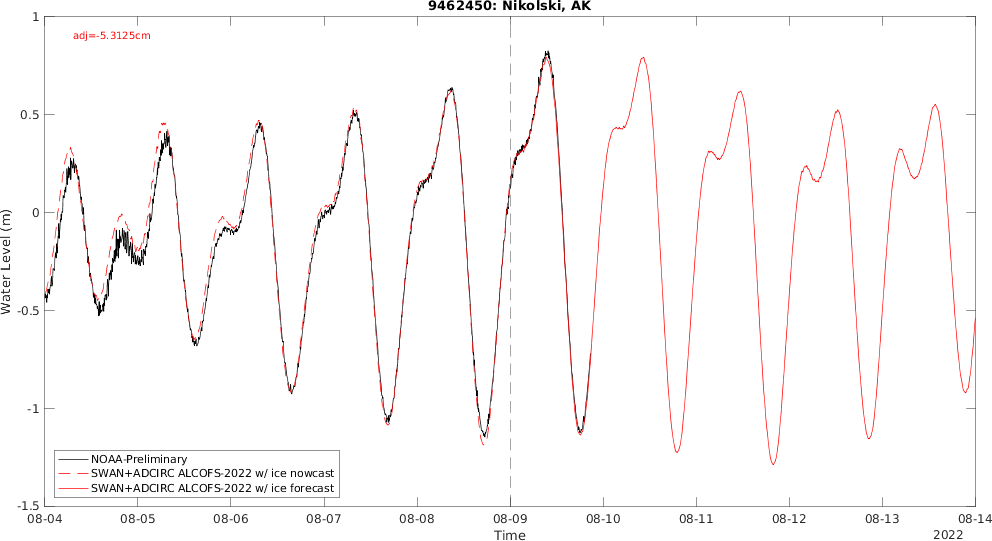 9462450: Nikolski, AK
adj=-5.3125cm
Water Level (m)
1
0.5
0
-0.5
-1
-1.5
NOAA-Preliminary
SWAN+ADCIRC ALCOFS-2022 w/ ice nowcast
SWAN+ADCIRC ALCOFS-2022 w/ ice forecast
08-04 08-05 08-06 08-07 08-08 08-09 08-10 08-11 08-12 08-13 08-14
Time
2022